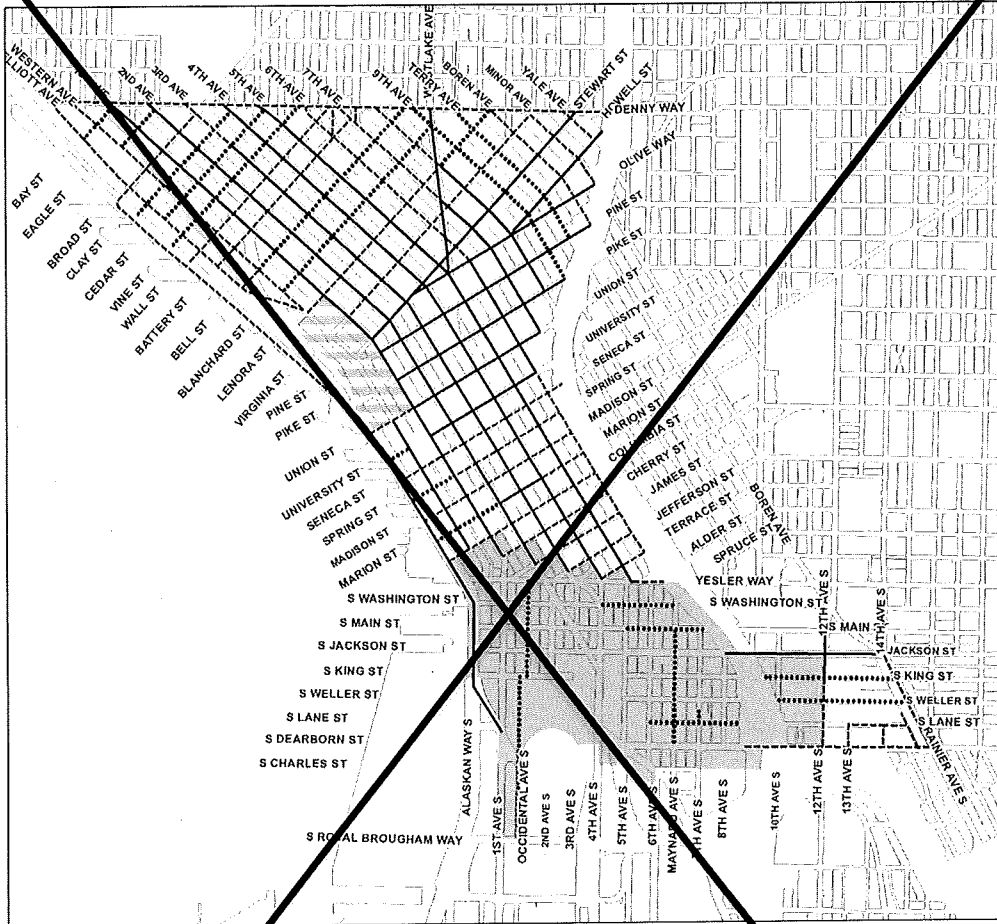 WESTERN AVE
ELLIOTT AVE
2ND AVE
3RD AVE
4TH AVE
5TH AVE
6TH AVE
7TH AVE
9TH AVE
WESTLAKE AVE
TERRY AVE
BOREN AVE
MINOR AVE
YALE AVE
STEWART ST
HOWELL ST
DENNY WAY
OLIVE WAY
PINE ST
PIKE ST
UNION ST
UNIVERSITY ST
SENECA ST
SPRING ST
MADISON ST
MARION ST
COLUMBIA ST
CHERRY ST
JAMES ST
JEFFERSON ST
TERRACE ST
ALDER ST
SPRUCE ST
BOREN AVE
YESLER WAY
S WASHINGTON ST
S MAIN S
JACKSON ST
S KING ST
S WELLER ST
S LANE ST
RAINIER AVE S
12TH AVE S
14TH AVE S
BAY ST
EAGLE ST
BROAD ST
CLAY ST
CEDAR ST
VINE ST
WALL ST
BATTERY ST
BELL ST
BLANCHARD ST
LENORA ST
VIRGINIA ST
PINE ST
PIKE ST
UNION ST
UNIVERSITY ST
SENECA ST
SPRING ST
MADISON ST
MARION ST
S WASHINGTON ST
S MAIN ST
S JACKSON ST
S KING ST
S WELLER ST
S LANE ST
S DEARBORN ST
S CHARLES ST
S ROYAL BROUGHAM WAY
ALASKAN WAY S
1ST AVE S
OCCIDENTAL AVE S
2ND AVE S
3RD AVE S
4TH AVE S
5TH AVE S
6TH AVE S
MAYNARD AVE S
7TH AVE S
8TH AVE S
10TH AVE S
12TH AVE S
13TH AVE S